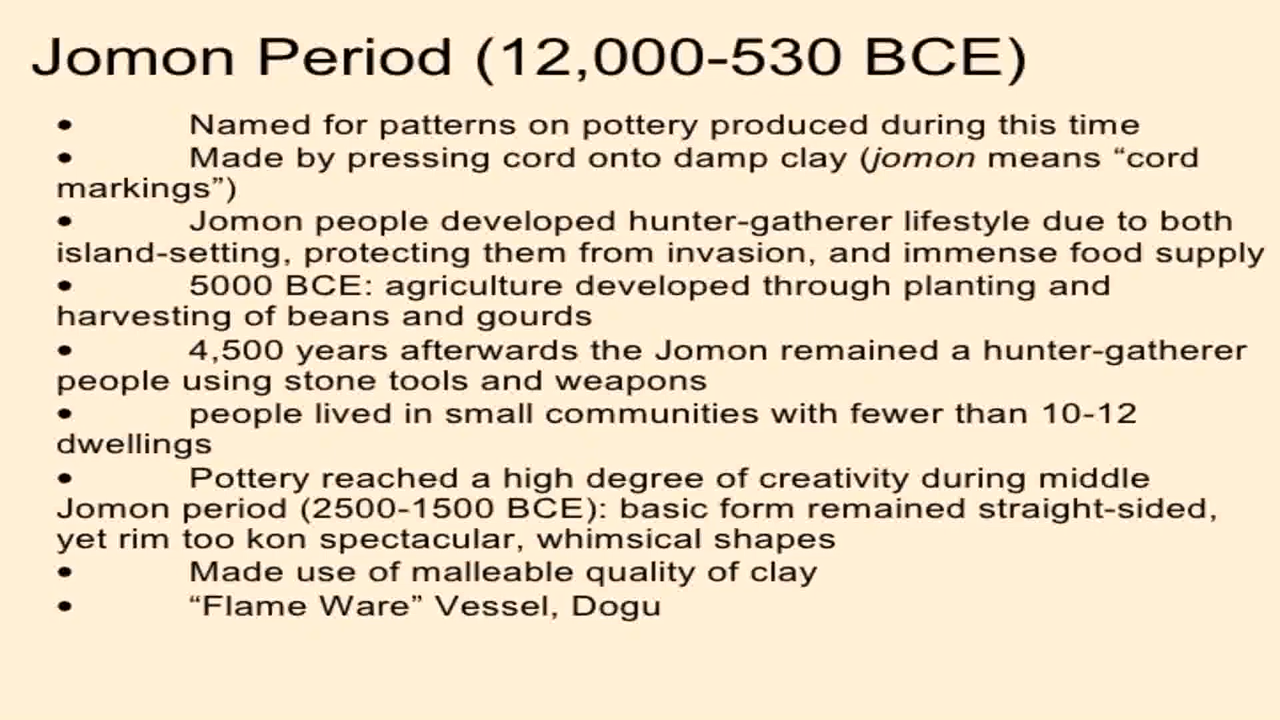 Jomon Period (12,000-530 BCE)
• Named for patterns on pottery produced during this time
• Made by pressing cord onto damp clay (jomon means “cord
markings”)
• Jomon people developed hunter-gatherer lifestyle due to both
island-setting, protecting them from invasion, and immense food supply
• 5000 BCE: agriculture developed through planting and
harvesting of beans and gourds
• 4,500 years afterwards the Jomon remained a hunter-gatherer
people using stone tools and weapons
• people lived in small communities with fewer than 10-12
dwellings
• Pottery reached a high degree of creativity during middle
Jomon period (2500-1500 BCE): basic form remained straight-sided,
yet rim too kon spectacular, whimsical shapes
• Made use of malleable quality of clay
• “Flame Ware” Vessel, Dogu